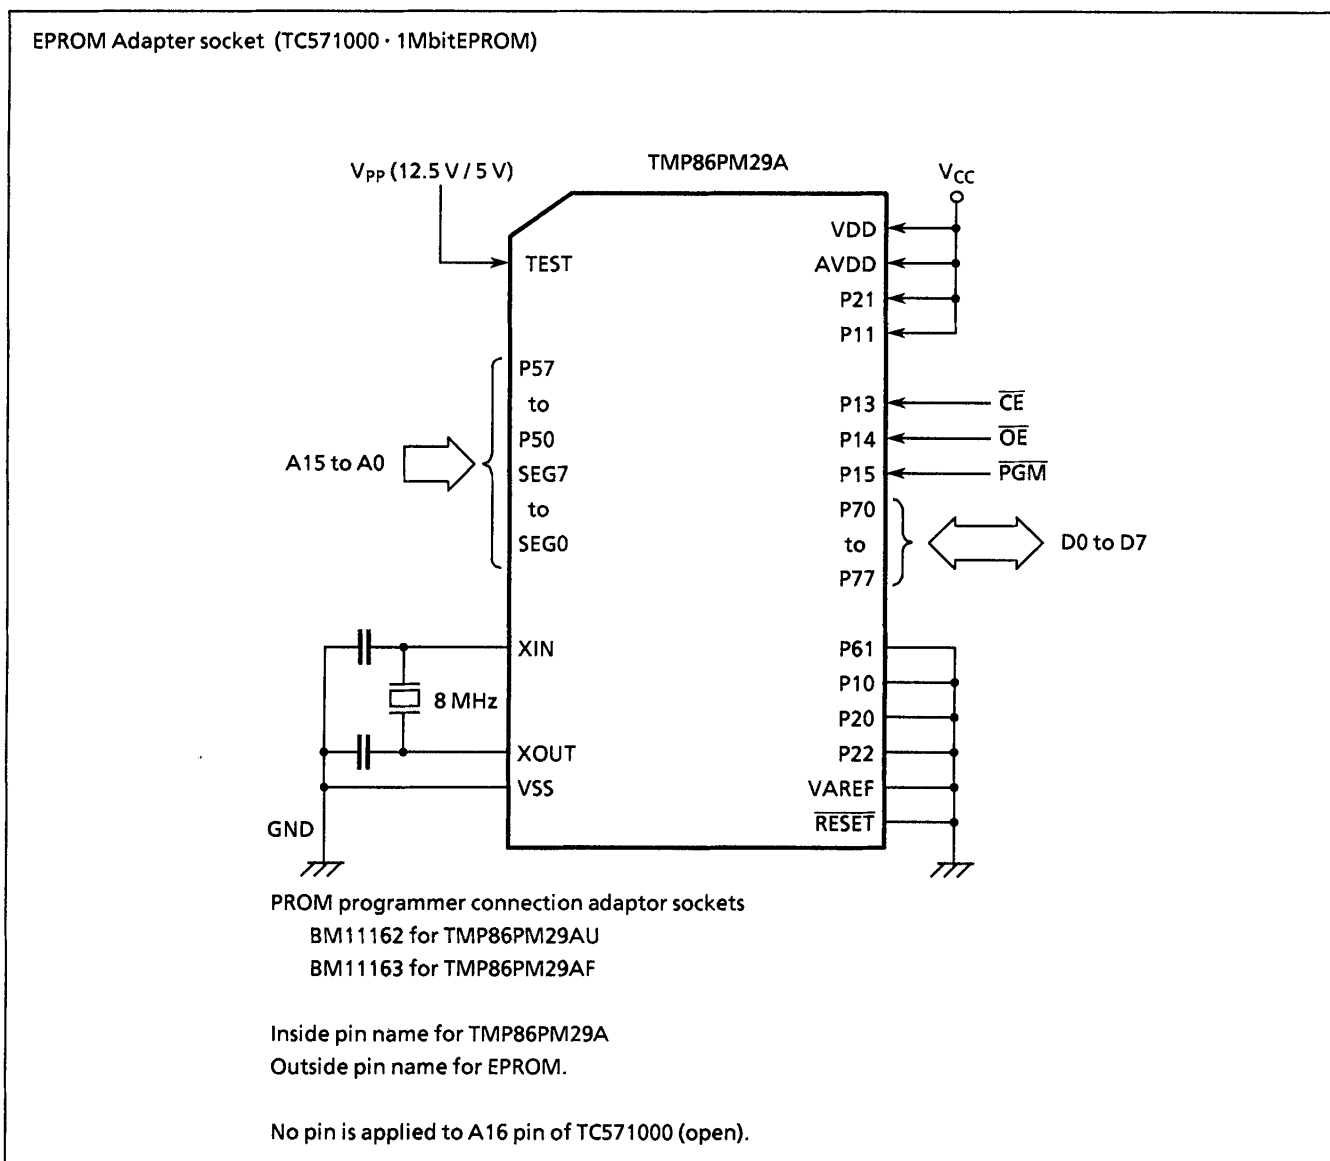 EPROM Adapter socket (TC571000 · 1MbitEPROM)
TMP86PM29A
VPP (12.5 V / 5 V)
VCC
TEST
VDD
AVDD
P21
P11
P57
to
P50
SEG7
to
SEG0
A15 to A0
P13
CE
P14
OE
P15
PGM
P70
to
P77
D0 to D7
XIN
8 MHz
XOUT
VSS
GND
P61
P10
P20
P22
VAREF
RESET
PROM programmer connection adaptor sockets
BM11162 for TMP86PM29AU
BM11163 for TMP86PM29AF
Inside pin name for TMP86PM29A
Outside pin name for EPROM.
No pin is applied to A16 pin of TC571000 (open).